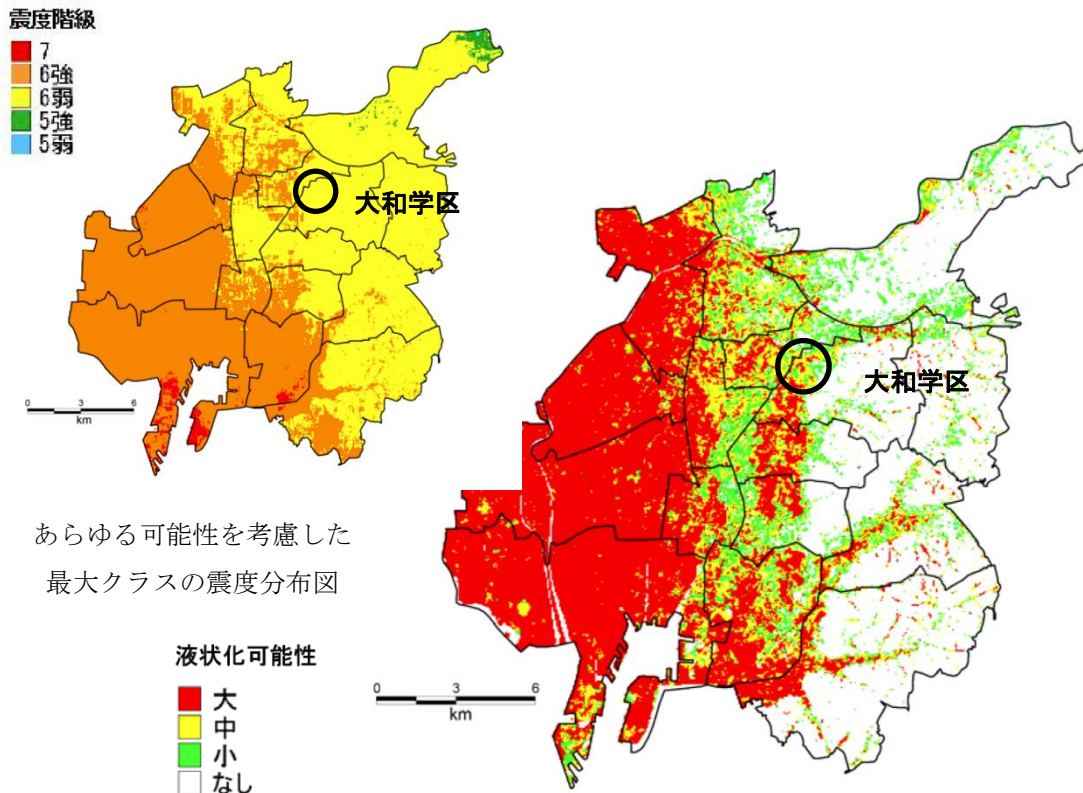 震度階級
7
6強
6弱
5強
5弱
大和学区
0 3 6
km
あらゆる可能性を考慮した
最大クラスの震度分布図
大和学区
液状化可能性
大
中
小
なし
0 3 6
km